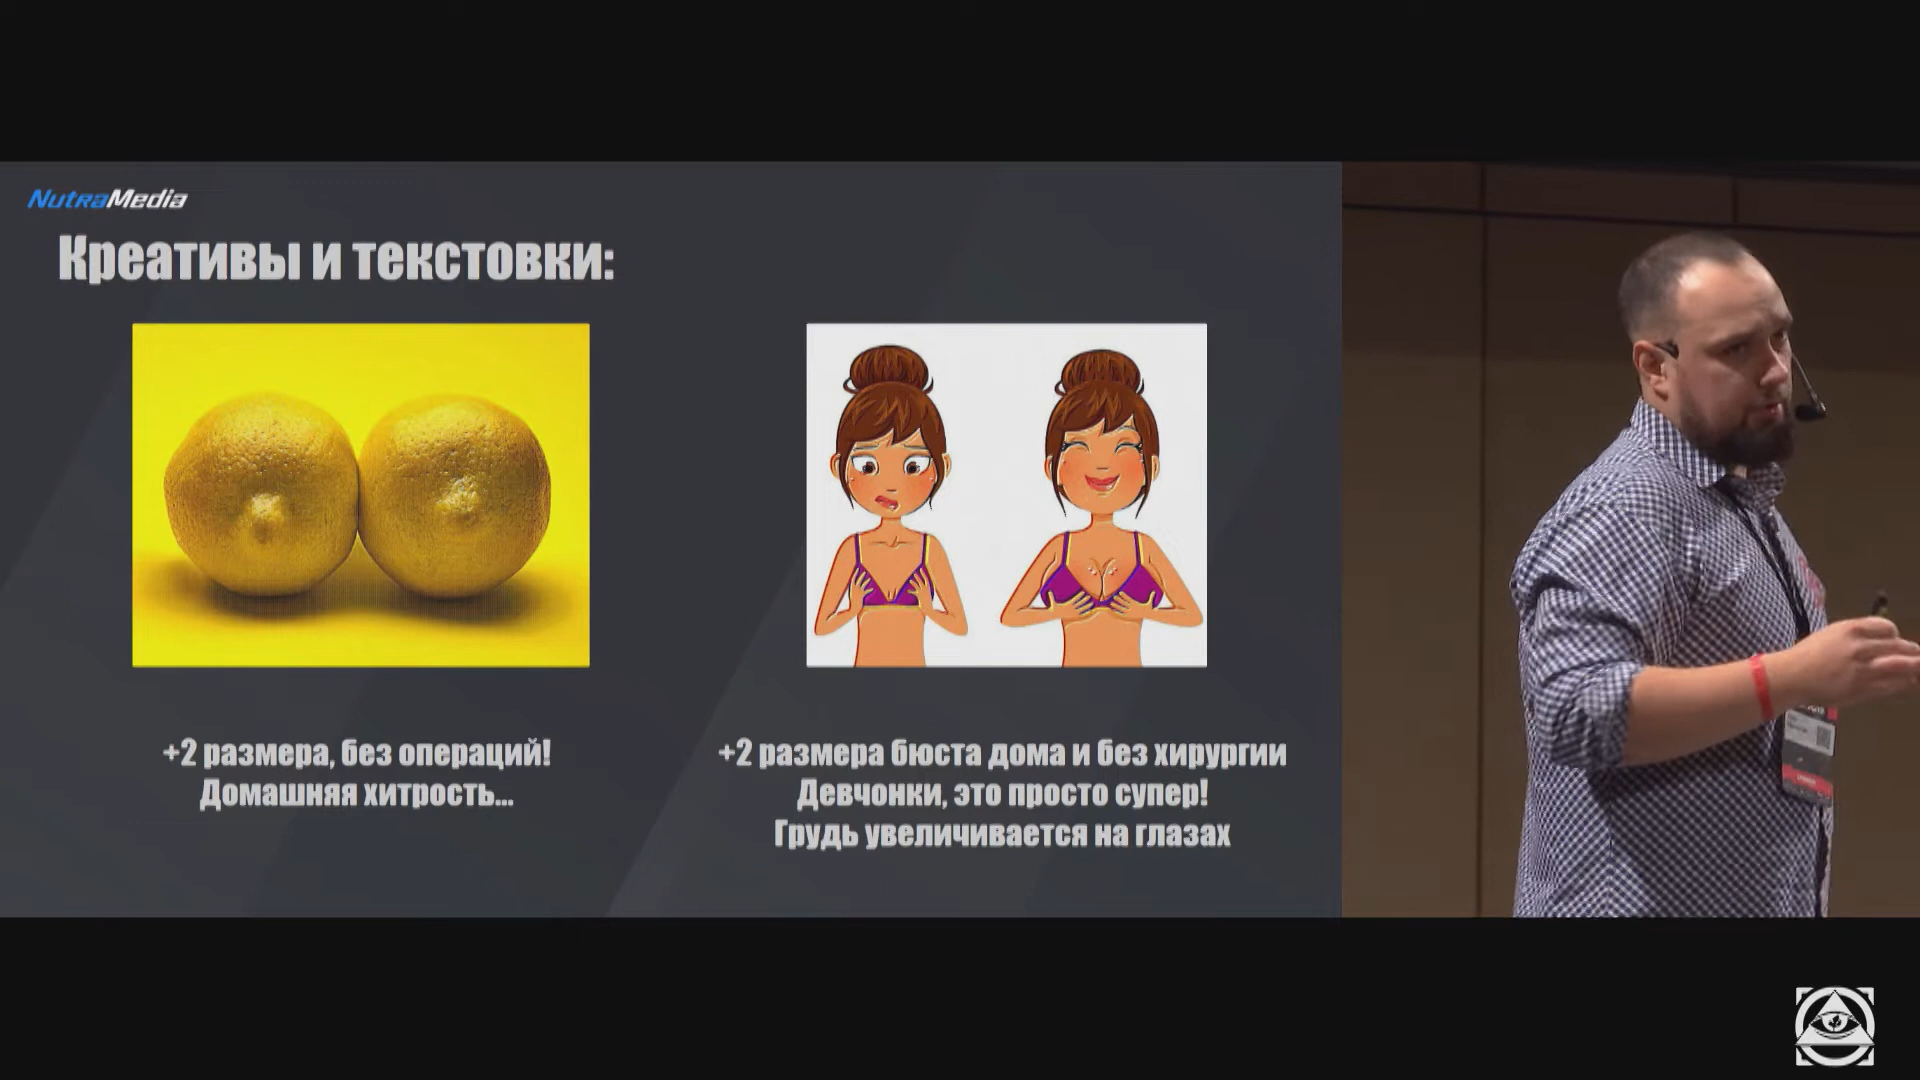 NutraMedia
Креативы и текстовки:
+2 размера, без операций!
Домашняя хитрость...
+2 размера бюста дома и без хирургии
Девчонки, это просто супер!
Грудь увеличивается на глазах